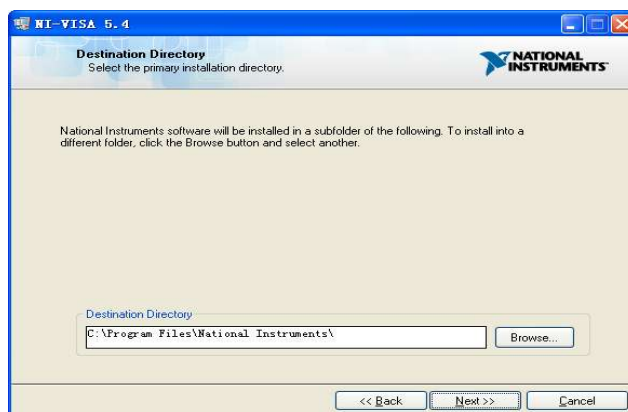 NI-VISA 5.4
Destination Directory
Select the primary installation directory.
NATIONAL
INSTRUMENTS™
National Instruments software will be installed in a subfolder of the following. To install into a
different folder, click the Browse button and select another.
Destination Directory
C:\Program Files\National Instruments\
Browse...
<< Back
Next >>
Cancel